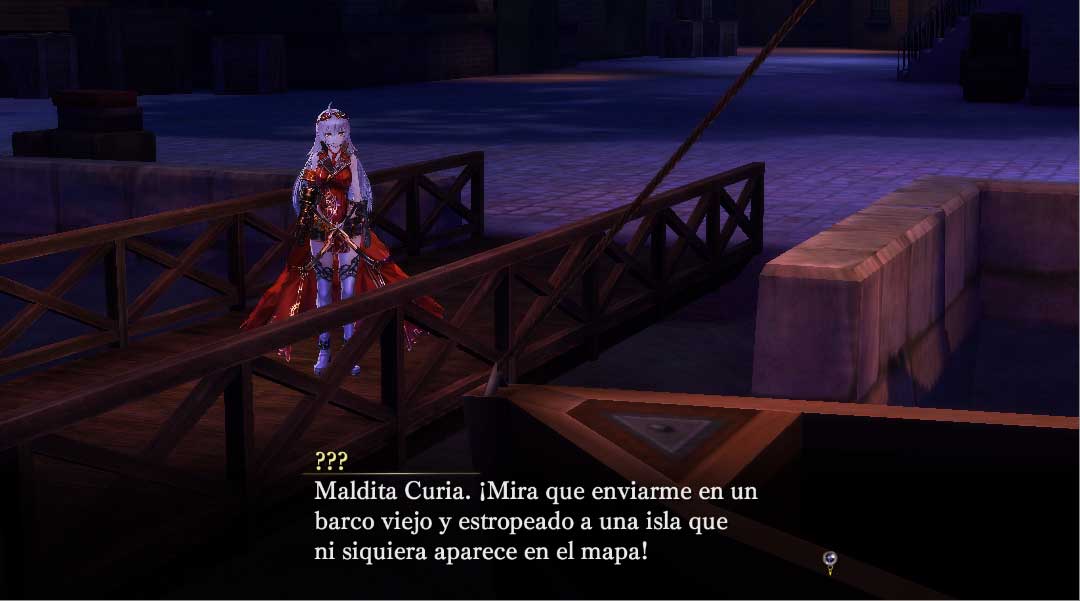 ???
Maldita Curia. ¡Mira que enviarme en un
barco viejo y estropeado a una isla que
ni siquiera aparece en el mapa!